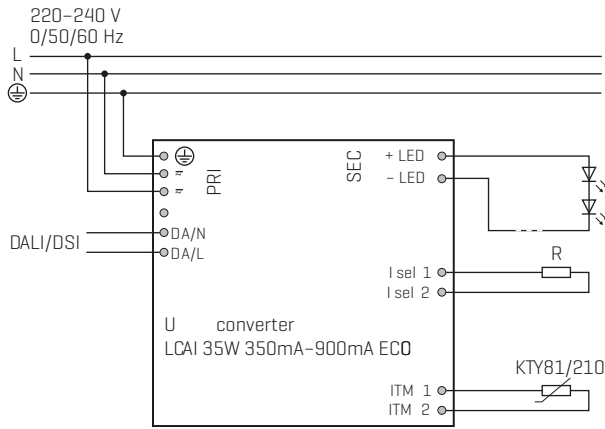 220–240 V
0/50/60 Hz
L
N
PRI
SEC
+ LED
– LED
DALI/DSI
DA/N
DA/L
I sel 1
I sel 2
R
U converter
LCAI 35W 350mA–900mA ECO
KTY81/210
ITM 1
ITM 2